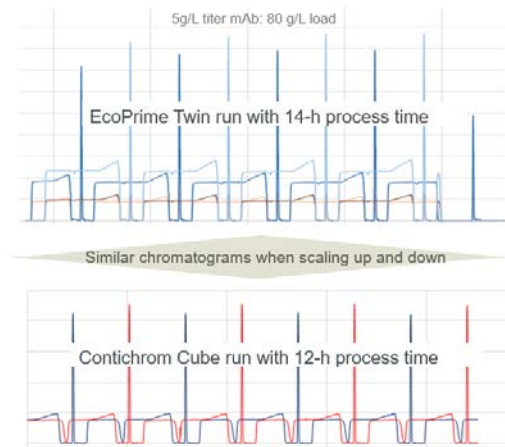 5g/L titer mAb: 80 g/L load
EcoPrime Twin run with 14-h process time
Similar chromatograms when scaling up and down
Contichrom Cube run with 12-h process time